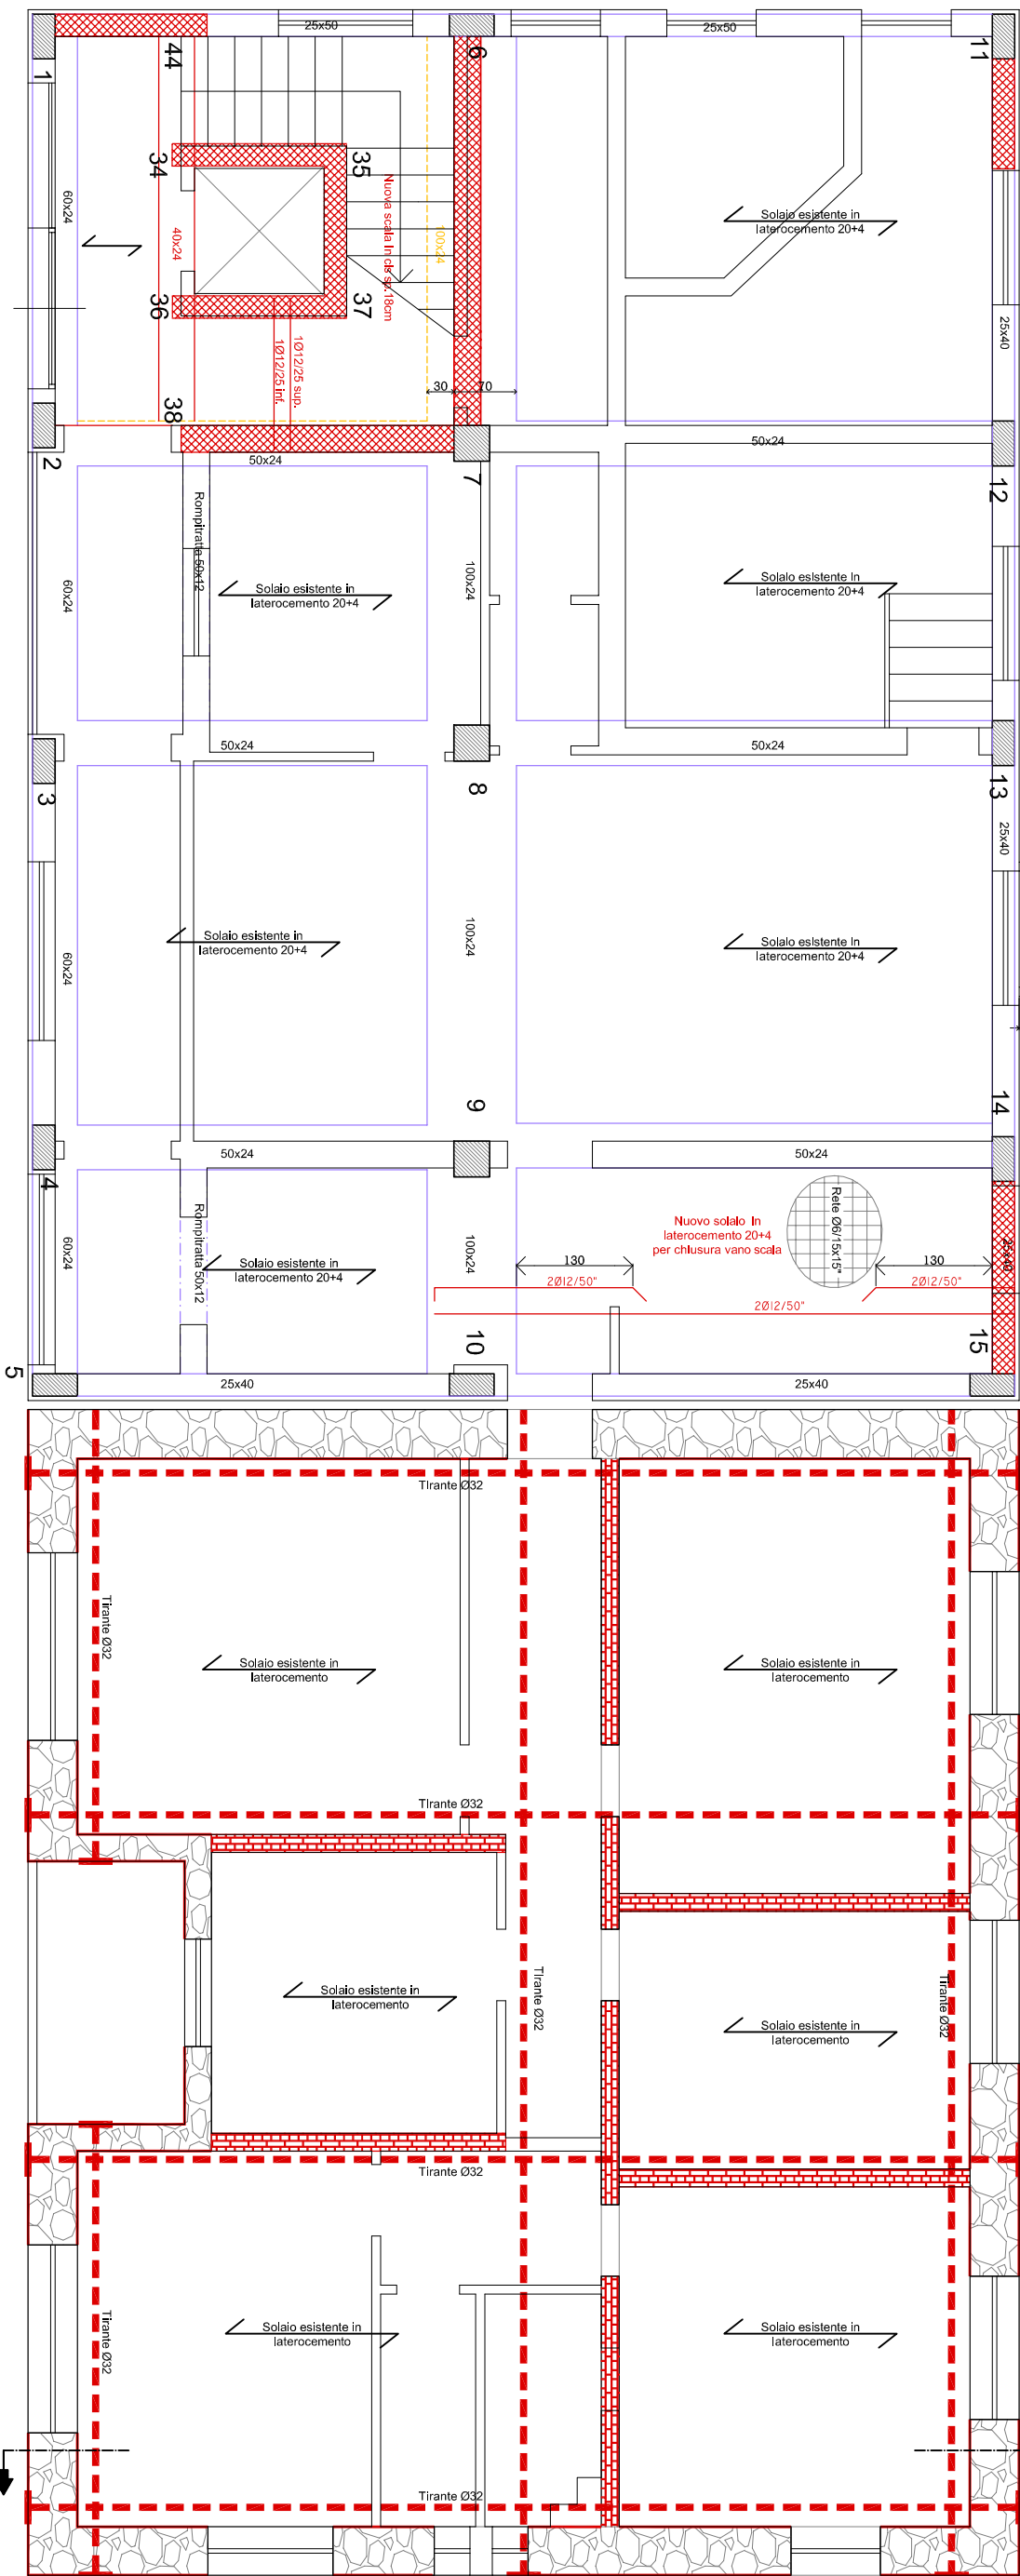 25x50
25x50
11
6
44
1
34
35
60x24
40x24
Nuova scala in cls sp.18cm
100x24
36
37
1Ø12/25 sup.
1Ø12/25 inf.
38
30
70
Solaio esistente in
laterocemento 20+4
25x40
2
50x24
7
50x24
12
Rompitratta 50x12
60x24
Solaio esistente in
laterocemento 20+4
100x24
Solaio esistente in
laterocemento 20+4
50x24
50x24
3
8
13
25x40
60x24
Solaio esistente in
laterocemento 20+4
100x24
Solaio esistente in
laterocemento 20+4
9
14
4
50x24
50x24
60x24
Rompitratta 50x12
Solaio esistente in
laterocemento 20+4
100x24
Nuovo solaio in
laterocemento 20+4
per chiusura vano scala
Rete Ø6/15x15"
25x40
130
130
2Ø12/50"
2Ø12/50"
2Ø12/50"
10
15
5
25x40
25x40
Tirante Ø32
Tirante Ø32
Solaio esistente in
laterocemento
Solaio esistente in
laterocemento
Tirante Ø32
Solaio esistente in
laterocemento
Tirante Ø32
Solaio esistente in
laterocemento
Tirante Ø32
Tirante Ø32
Tirante Ø32
Solaio esistente in
laterocemento
Solaio esistente in
laterocemento
Tirante Ø32